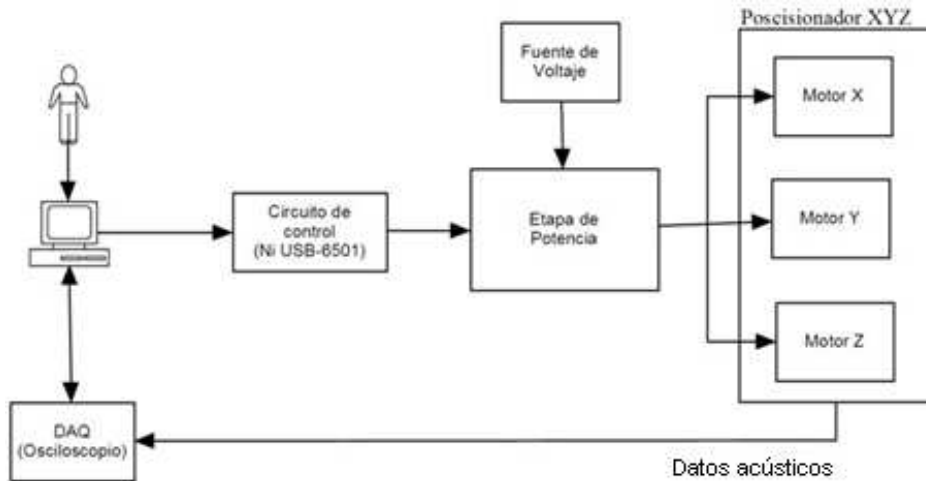 Poscisionador XYZ
Fuente de
Voltaje
Motor X
Circuito de
control
(Ni USB-6501)
Etapa de
Potencia
Motor Y
Motor Z
DAQ
(Osciloscopio)
Datos acústicos